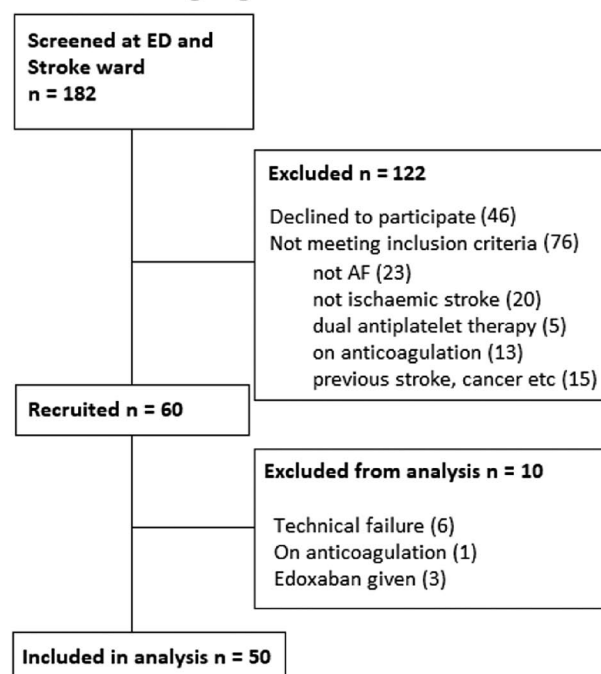 Screened at ED and
Stroke ward
n = 182
Excluded n = 122
Declined to participate (46)
Not meeting inclusion criteria (76)
not AF (23)
not ischaemic stroke (20)
dual antiplatelet therapy (5)
on anticoagulation (13)
previous stroke, cancer etc (15)
Recruited n = 60
Excluded from analysis n = 10
Technical failure (6)
On anticoagulation (1)
Edoxaban given (3)
Included in analysis n = 50